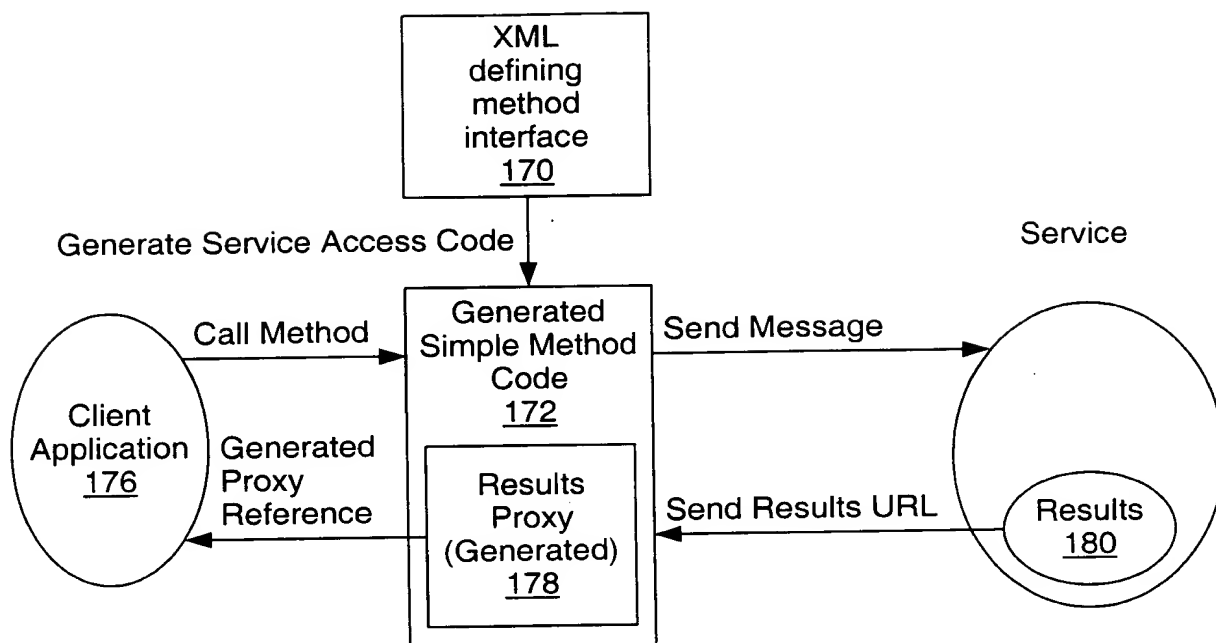 XML
defining
method
interface
170
Generate Service Access Code
Service
Call Method
Generated
Simple Method
Code
172
Send Message
Client
Application
176
Generated
Proxy
Reference
Results
Proxy
(Generated)
178
Send Results URL
Results
180